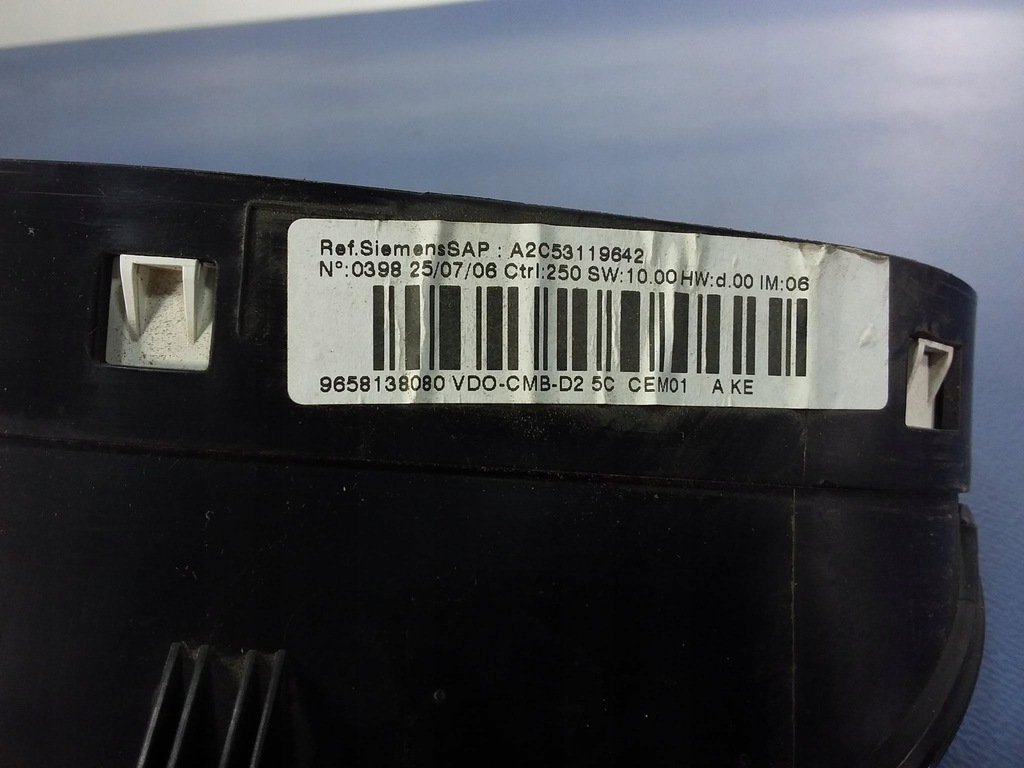 Ref.SiemensSAP : A2C53119642
N°:0398 25/07/06 Ctrl:250 SW:10.00 HW:d.00 IM:06
9658138080 VDO-CMB-D2 5C CEM01 A KE